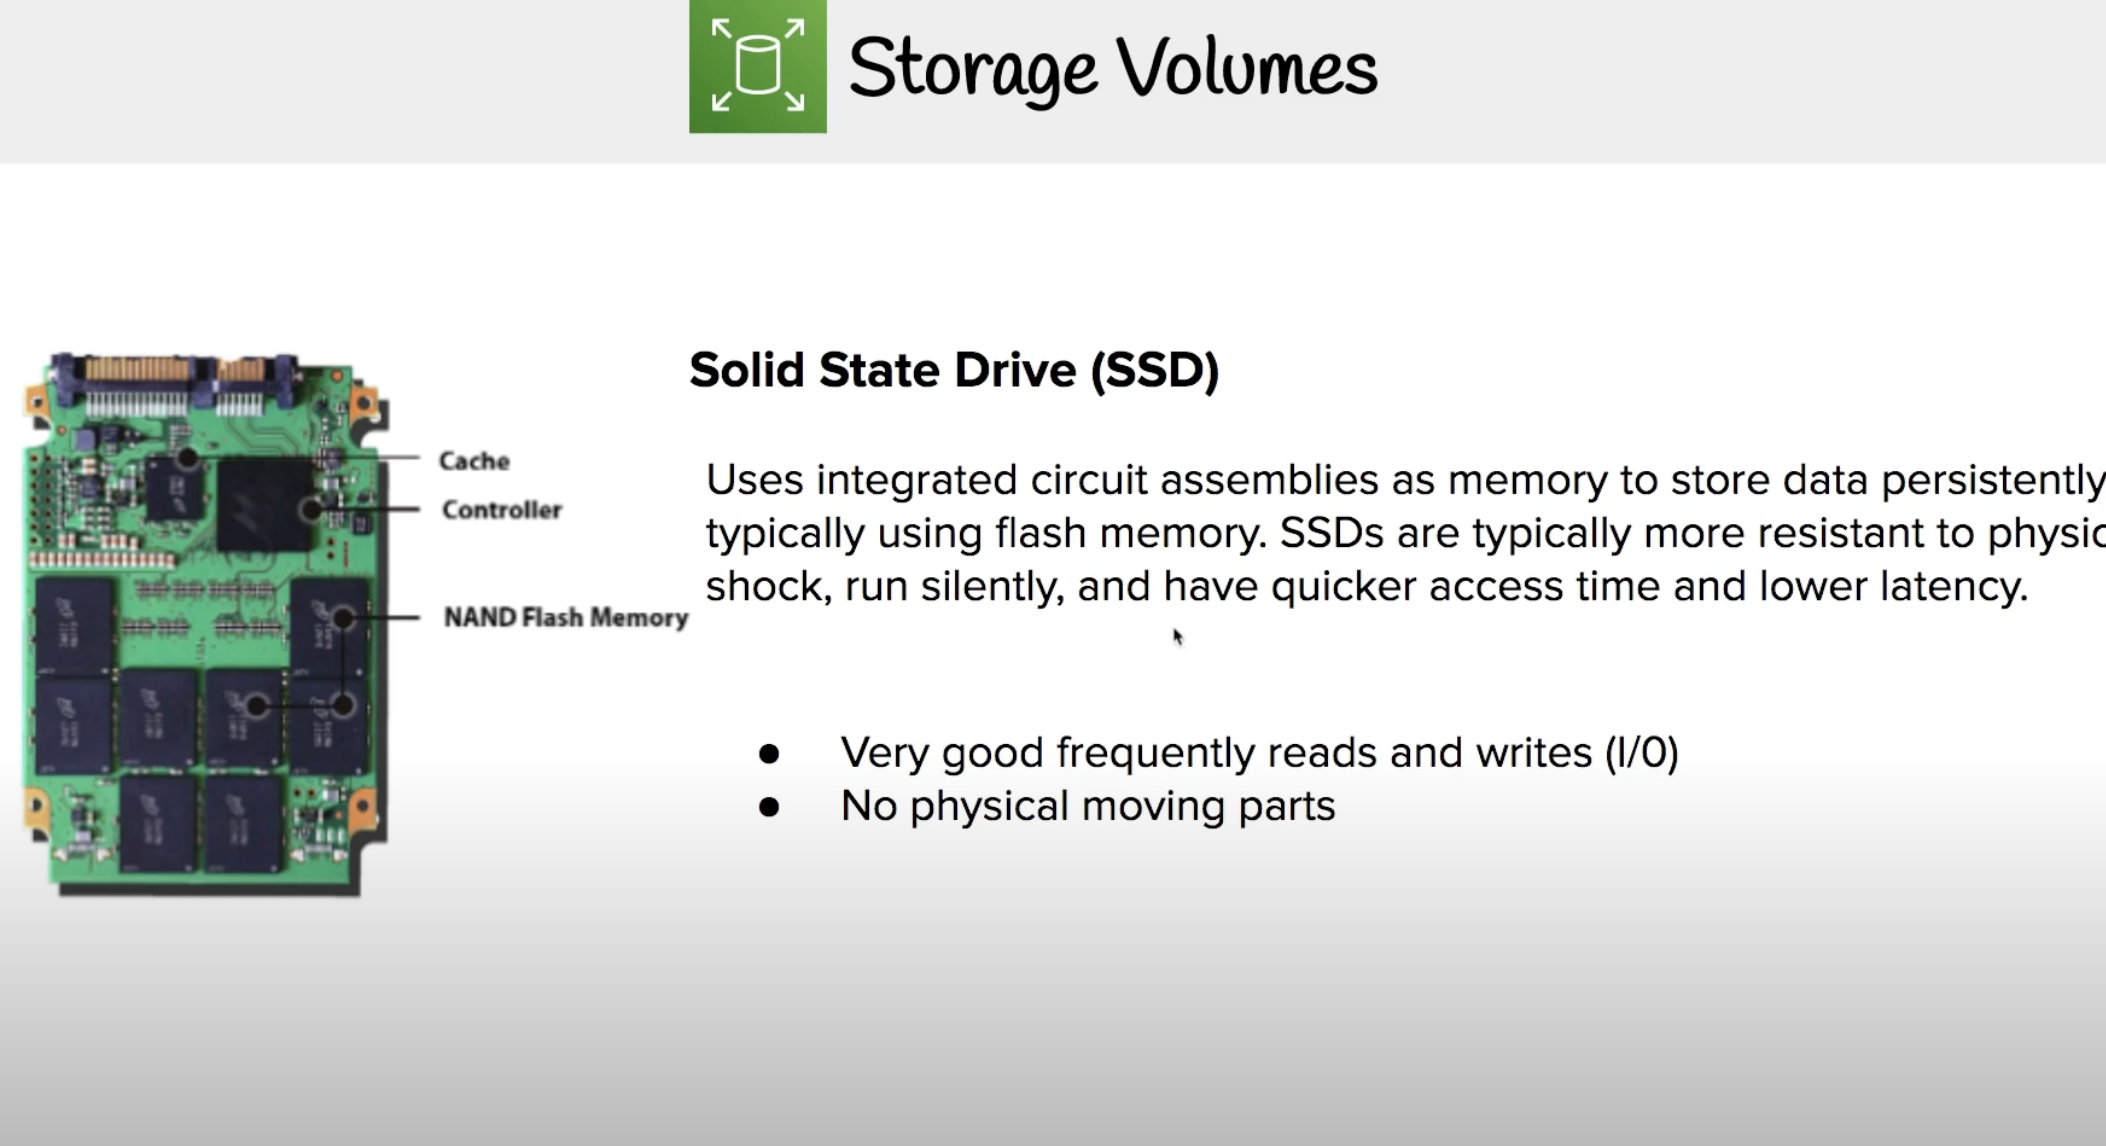 Storage Volumes
Solid State Drive (SSD)
Cache
Controller
NAND Flash Memory
Uses integrated circuit assemblies as memory to store data persistently
typically using flash memory. SSDs are typically more resistant to
shock, run silently, and have quicker access time and lower latency.
● Very good frequently reads and writes (I/0)
● No physical moving parts